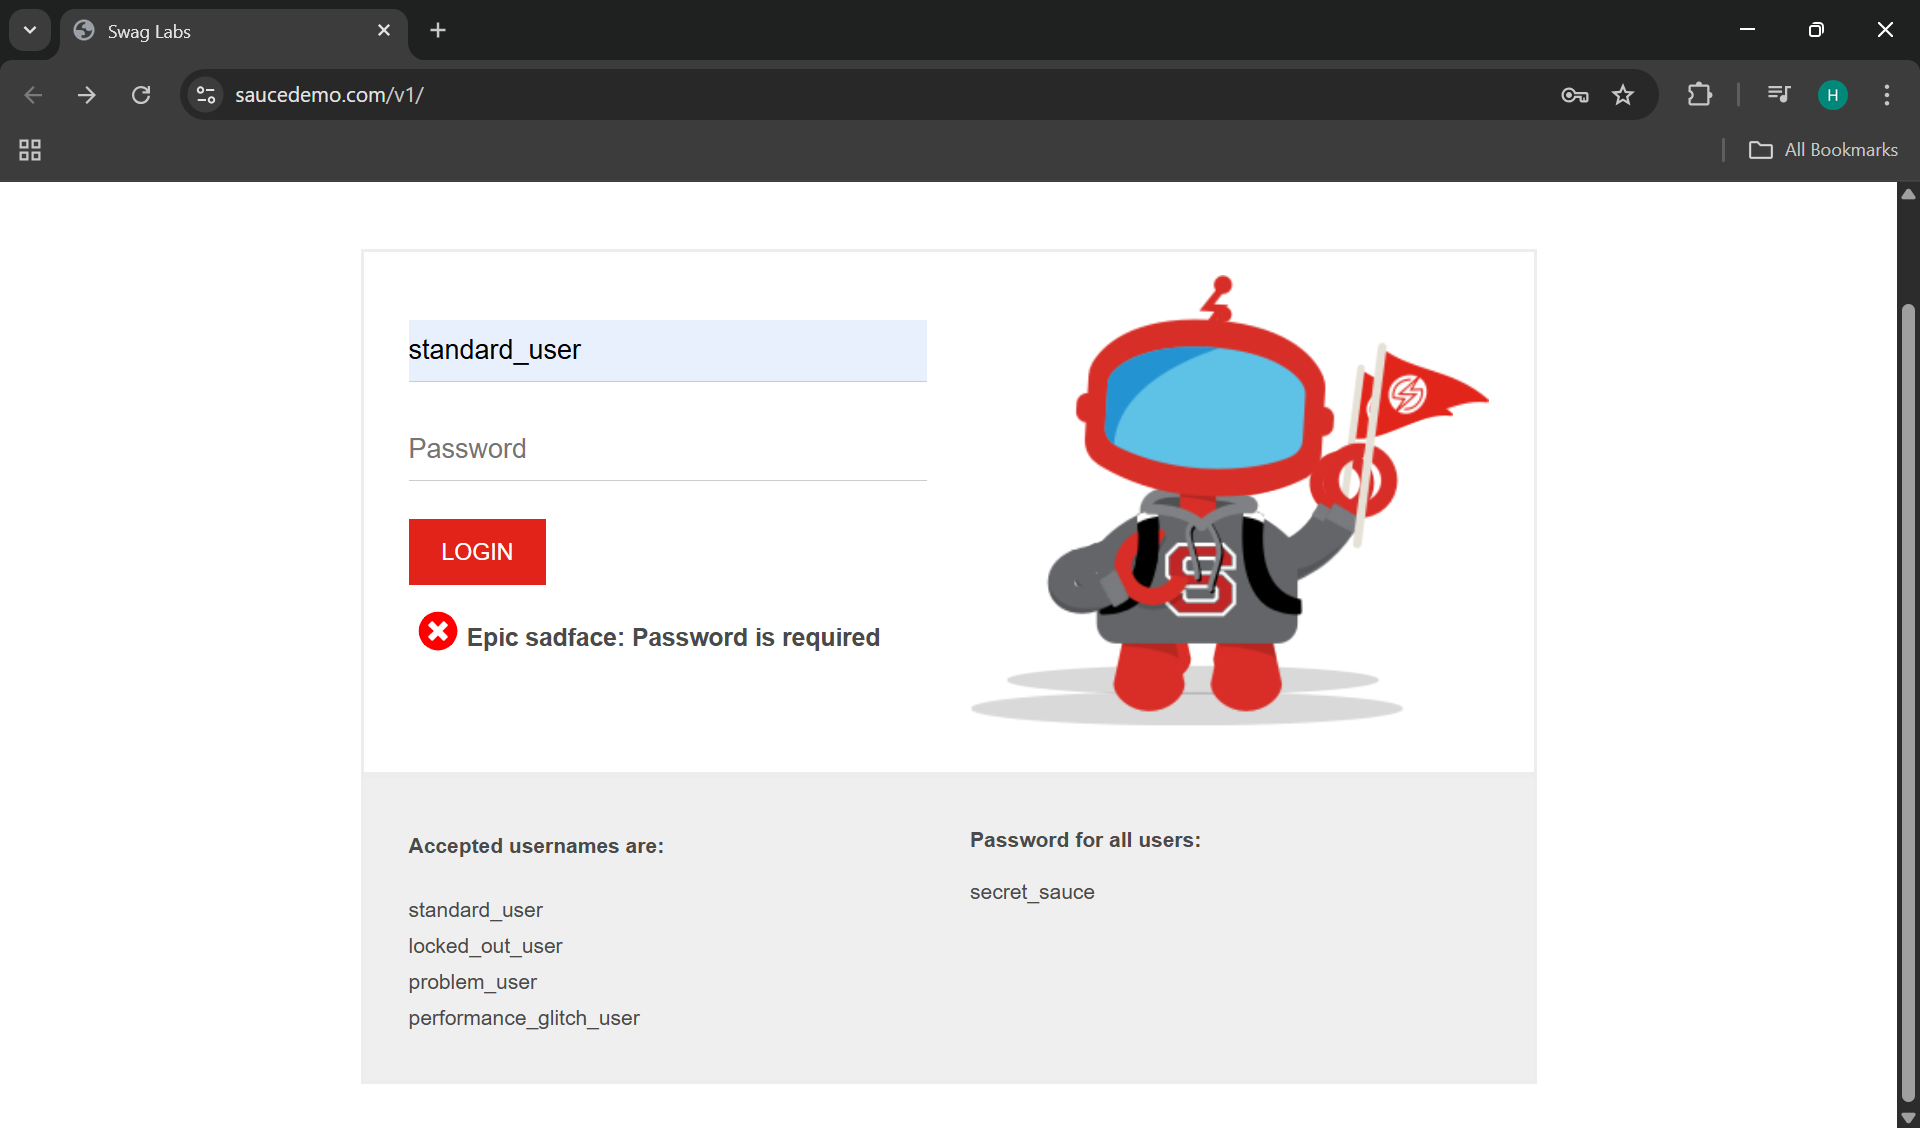 Swag Labs
saucedemo.com/v1/
H
All Bookmarks
standard_user
Password
LOGIN
Epic sadface: Password is required
S
Accepted usernames are:
standard_user
locked_out_user
problem_user
performance_glitch_user
Password for all users:
secret_sauce